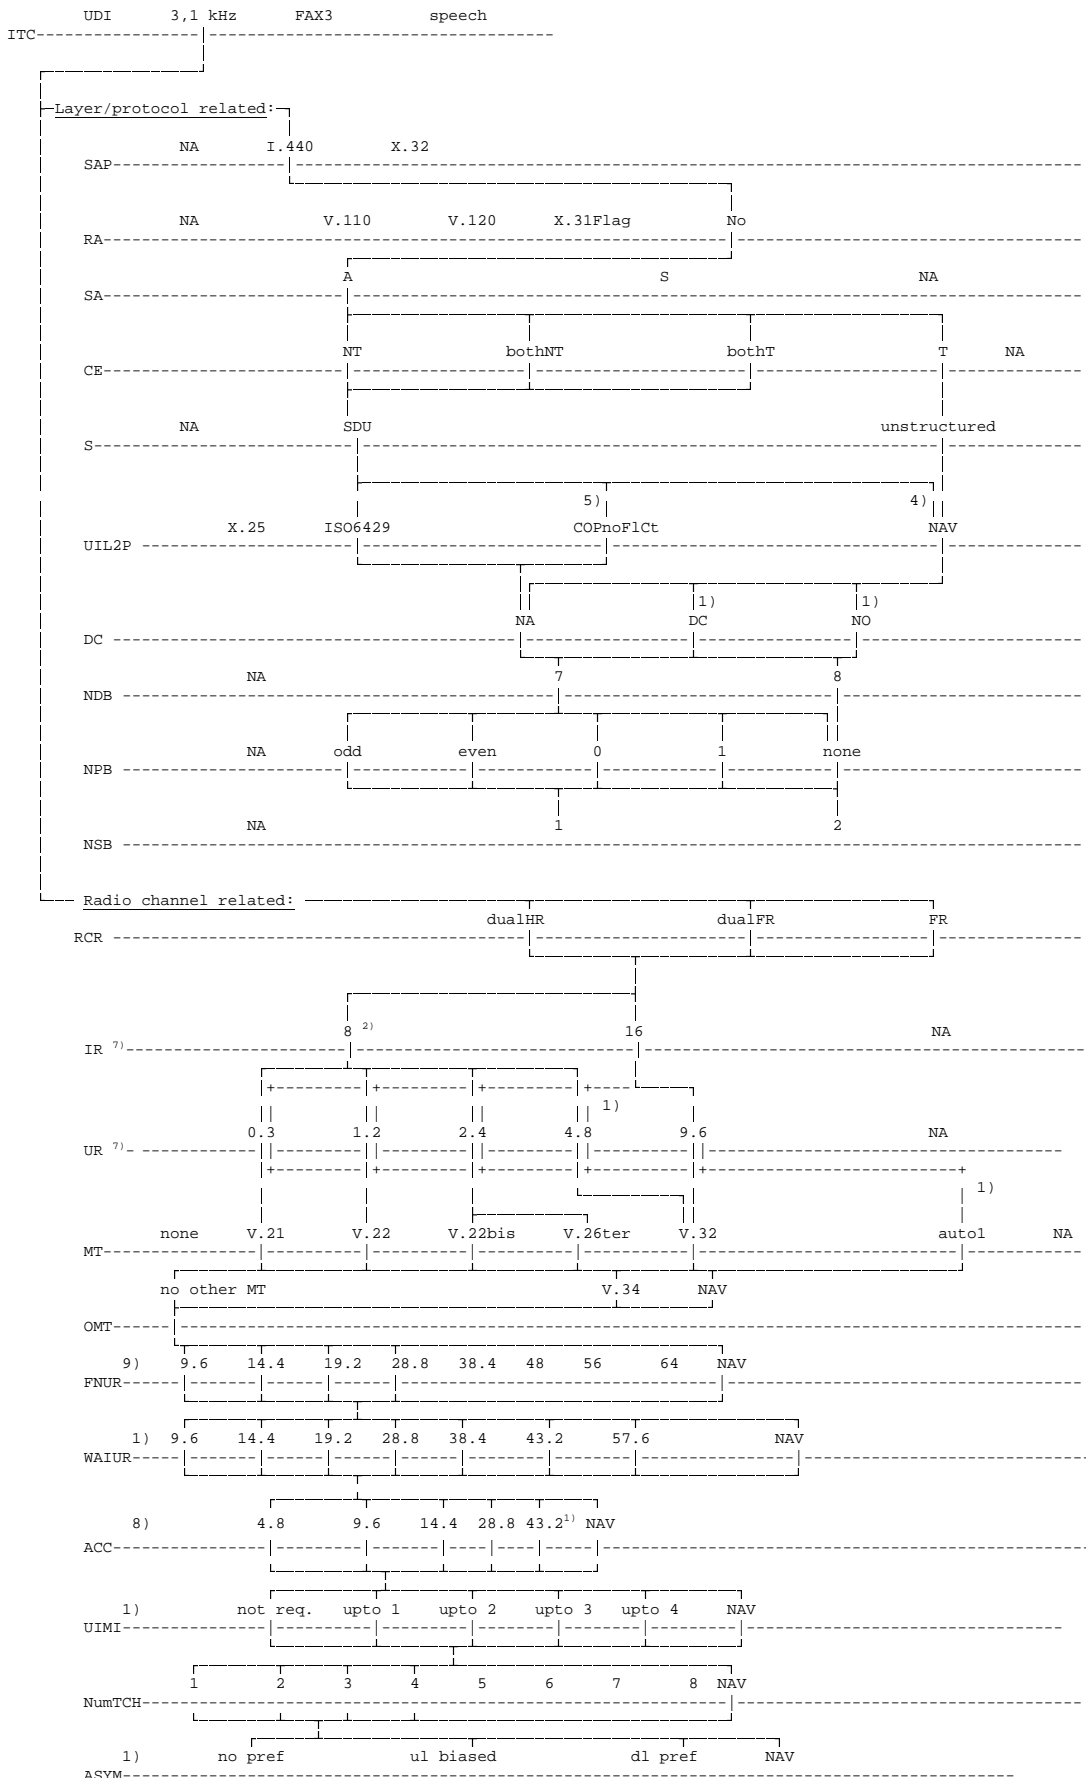 UDI 3,1 kHz FAX3 speech
ITC
Layer/protocol related:
NA I.440 X.32
SAP
NA V.110 V.120 X.31Flag No
RA
A S NA
SA
NT bothNT bothT T NA
CE
NA SDU unstructured
S
5) 4)
X.25 ISO6429 COPnoFlCt NAV
UIL2P
1) 1)
NA DC NO
DC
NA 7 8
NDB
NA odd even 0 1 none
NPB
NA 1 2
NSB
Radio channel related:
dualHR dualFR FR
RCR
8 2) 16 NA
IR 7)
1)
0.3 1.2 2.4 4.8 9.6 NA
UR 7)
1)
none V.21 V.22 V.22bis V.26ter V.32 auto1 NA
MT
no other MT V.34 NAV
OMT
9) 9.6 14.4 19.2 28.8 38.4 48 56 64 NAV
FNUR
1) 9.6 14.4 19.2 28.8 38.4 43.2 57.6 NAV
WAIUR
8) 4.8 9.6 14.4 28.8 43.2 1) NAV
ACC
1) not req. upto 1 upto 2 upto 3 upto 4 NAV
UIMI
1 2 3 4 5 6 7 8 NAV
NumTCH
1) no pref ul biased dl pref NAV
ASYM